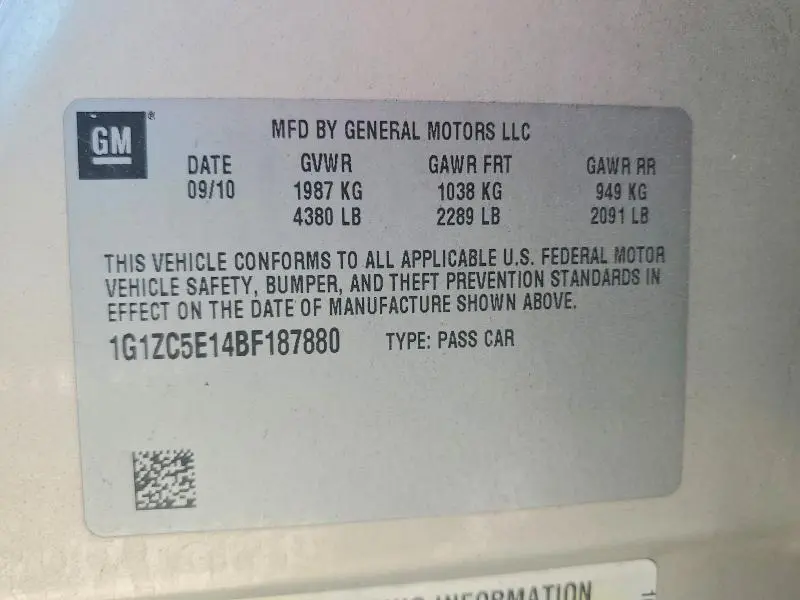 GM®
MFD BY GENERAL MOTORS LLC
DATE GVWR GAWR FRT GAWR RR
09/10 1987 KG 1038 KG 949 KG
4380 LB 2289 LB 2091 LB
THIS VEHICLE CONFORMS TO ALL APPLICABLE U.S. FEDERAL MOTOR
VEHICLE SAFETY, BUMPER, AND THEFT PREVENTION STANDARDS IN
EFFECT ON THE DATE OF MANUFACTURE SHOWN ABOVE.
1G1ZC5E14BF187880 TYPE: PASS CAR
INFORMATION